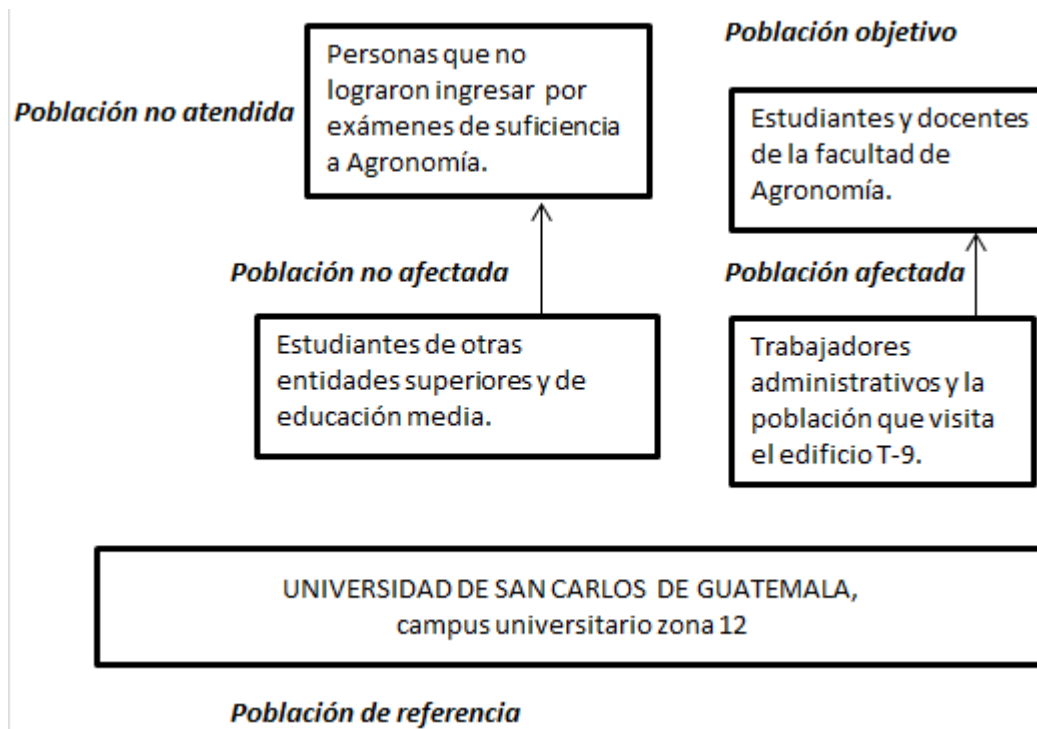 Población objetivo
Personas que no
lograron ingresar por
exámenes de suficiencia
a Agronomía.
Población no atendida
Estudiantes y docentes
de la facultad de
Agronomía.
Población no afectada
Población afectada
Estudiantes de otras
entidades superiores y de
educación media.
Trabajadores
administrativos y la
población que visita
el edificio T-9.
UNIVERSIDAD DE SAN CARLOS DE GUATEMALA,
campus universitario zona 12
Población de referencia